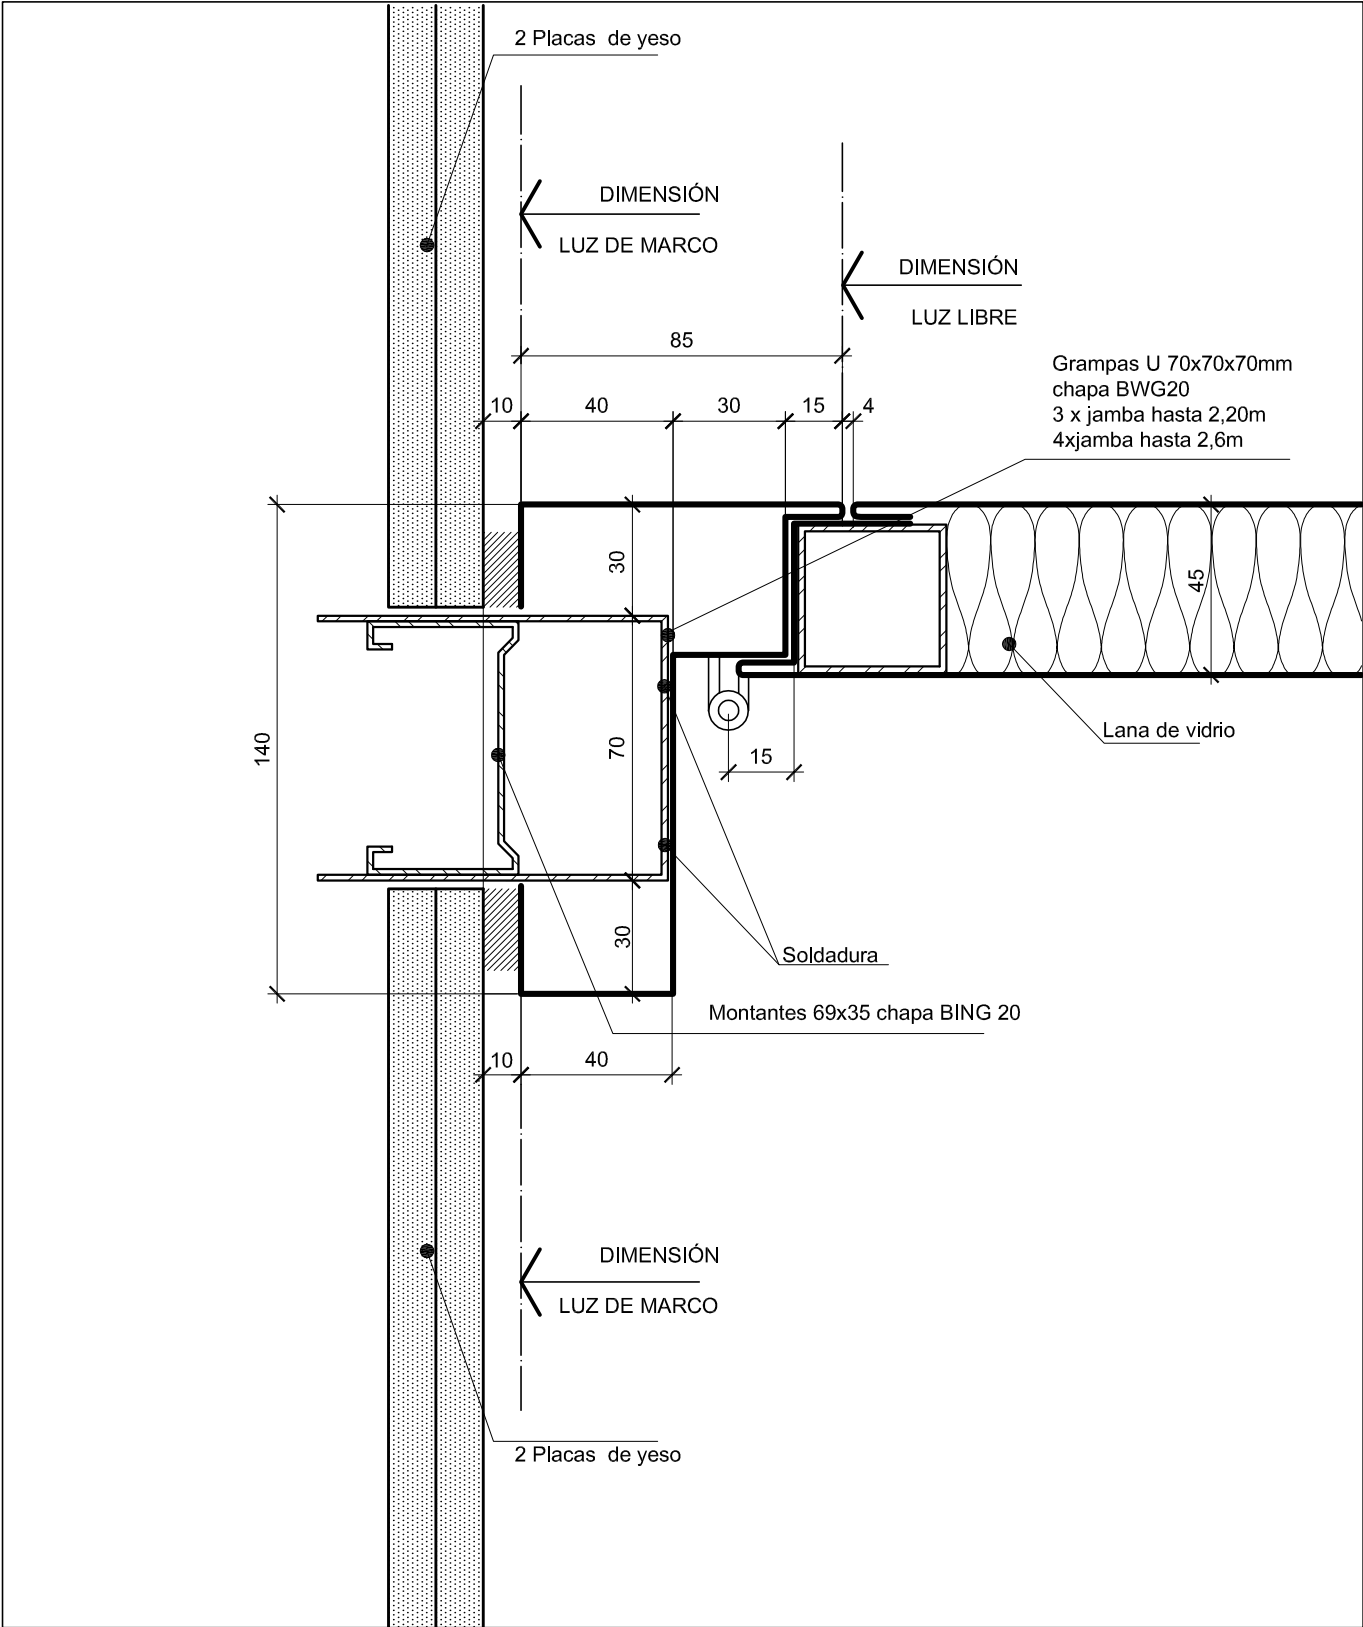 2 Placas de yeso
DIMENSIÓN
LUZ DE MARCO
DIMENSIÓN
LUZ LIBRE
85
Grampas U 70x70x70mm
chapa BWG20
3 x jamba hasta 2,20m
4xjamba hasta 2,6m
10 40 30 15 4
30
45
140
70
15
Lana de vidrio
30
Soldadura
Montantes 69x35 chapa BING 20
10 40
DIMENSIÓN
LUZ DE MARCO
2 Placas de yeso